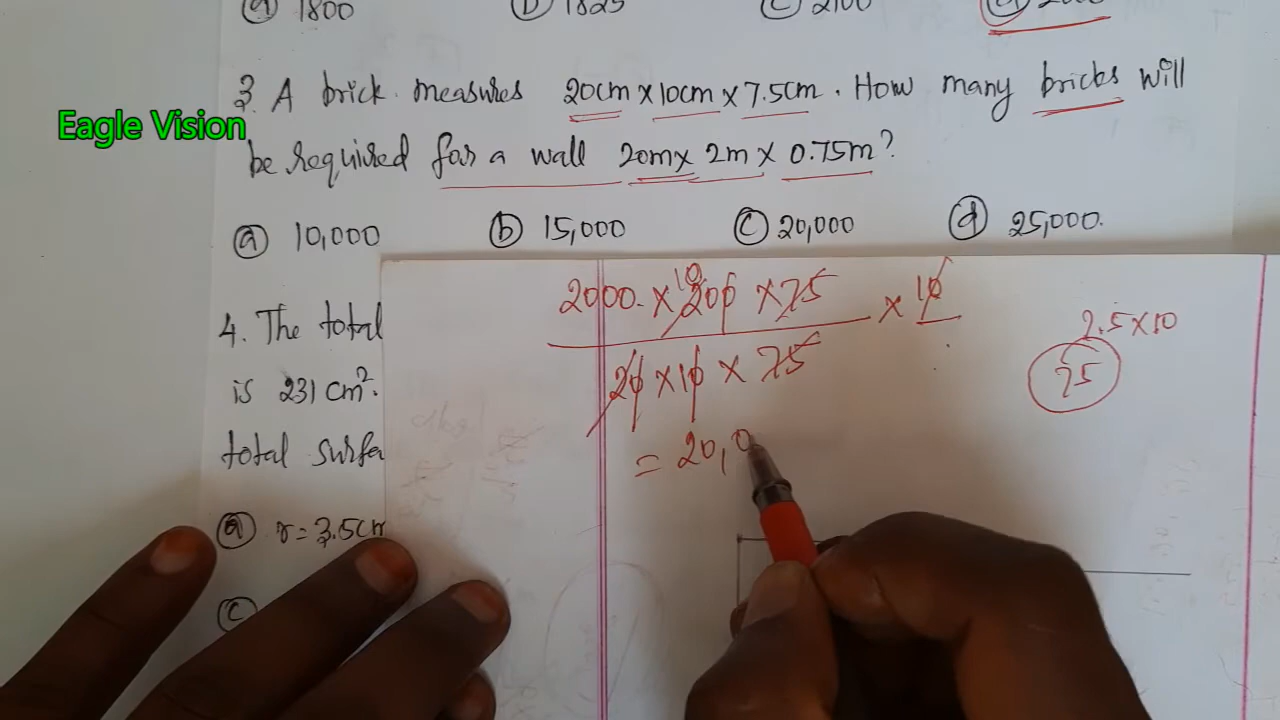 a 1800 b 1825 c 2100
3. A brick measures 20cm x 10cm x 7.5cm. How many bricks will
Eagle Vision
be required for a wall 20m x 2m x 0.75m?
a 10,000 b 15,000 c 20,000 d 25,000.
4. The total
is 231 cm².
total surfa
a r = 3.5cm
c
2000 x 200 x 75 x 10
10
20 x 10 x 75
= 20,0
7.5 x 10
75